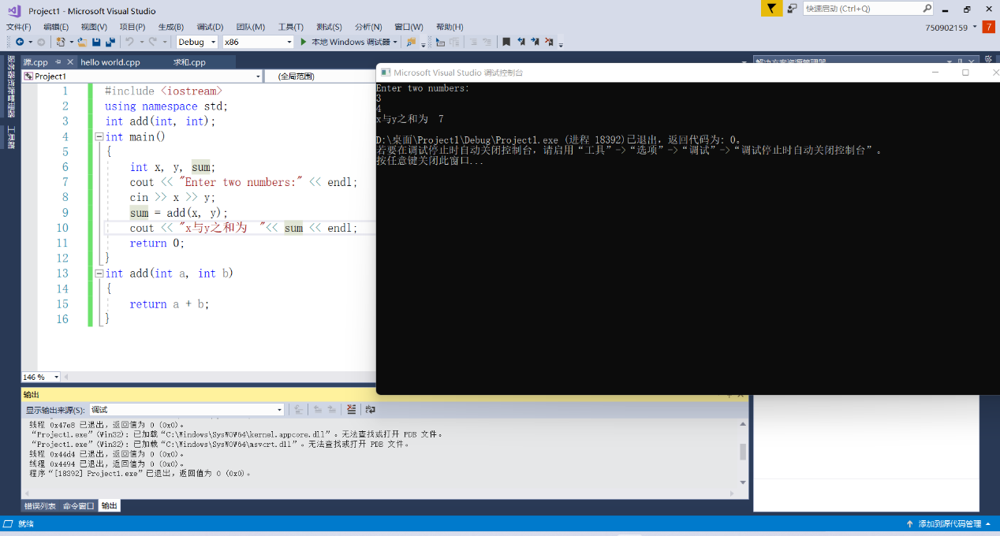 Project1 - Microsoft Visual Studio
快速启动 (Ctrl+Q)
文件(F) 编辑(E) 视图(V) 项目(P) 生成(B) 调试(D) 团队(M) 工具(T) 测试(S) 分析(N) 窗口(W) 帮助(H)
750902159 7
Debug x86 本地 Windows 调试器
源.cpp hello world.cpp 求和.cpp
Project1 (全局范围)
1 #include <iostream>
2 using namespace std;
3 int add(int, int);
4 int main()
5 {
6 int x, y, sum;
7 cout << "Enter two numbers:" << endl;
8 cin >> x >> y;
9 sum = add(x, y);
10 cout << "x与y之和为  "<< sum << endl;
11 return 0;
12 }
13 int add(int a, int b)
14 {
15 return a + b;
16 }
146 %
Microsoft Visual Studio 调试控制台
Enter two numbers:
3
4
x与y之和为  7
D:\桌面\Project1\Debug\Project1.exe (进程 18392)已退出，返回代码为: 0。
若要在调试停止时自动关闭控制台，请启用“工具”->“选项”->“调试”->“调试停止时自动关闭控制台”。
按任意键关闭此窗口...
解决方案资源管理器
工具箱
输出
显示输出来源(S): 调试
线程 0x47e8 已退出，返回值为 0 (0x0)。
“Project1.exe”(Win32): 已加载“C:\Windows\SysWOW64\kernel.appcore.dll”。无法查找或打开 PDB 文件。
“Project1.exe”(Win32): 已加载“C:\Windows\SysWOW64\msvcrt.dll”。无法查找或打开 PDB 文件。
线程 0x44d4 已退出，返回值为 0 (0x0)。
线程 0x4494 已退出，返回值为 0 (0x0)。
程序“[18392] Project1.exe”已退出，返回值为 0 (0x0)。
错误列表 命令窗口 输出
就绪
添加到源代码管理